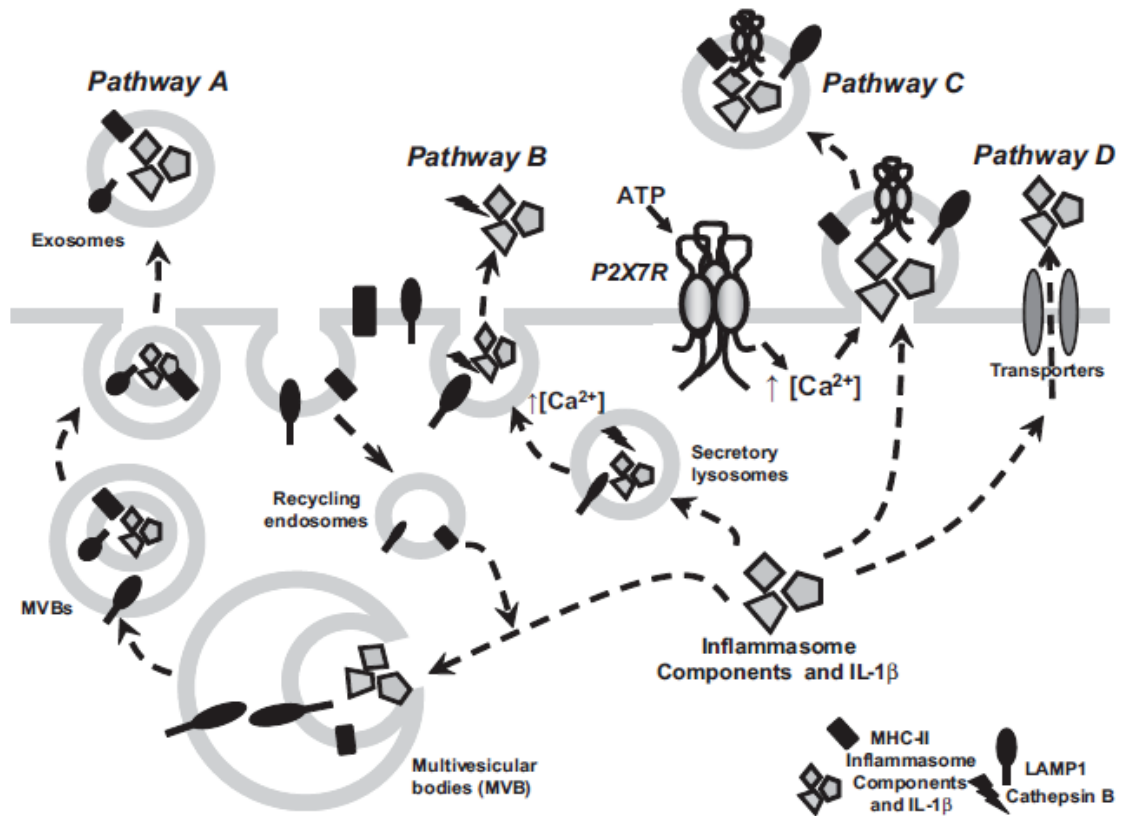 Pathway A
Exosomes
Pathway B
ATP
P2X7R
↑ [Ca²⁺]
Pathway C
Pathway D
Transporters
↑[Ca²⁺]
Secretory
lysosomes
Recycling
endosomes
MVBs
Inflammasome
Components and IL-1β
Multivesicular
bodies (MVB)
MHC-II
Inflammasome
Components
and IL-1β
LAMP1
Cathepsin B